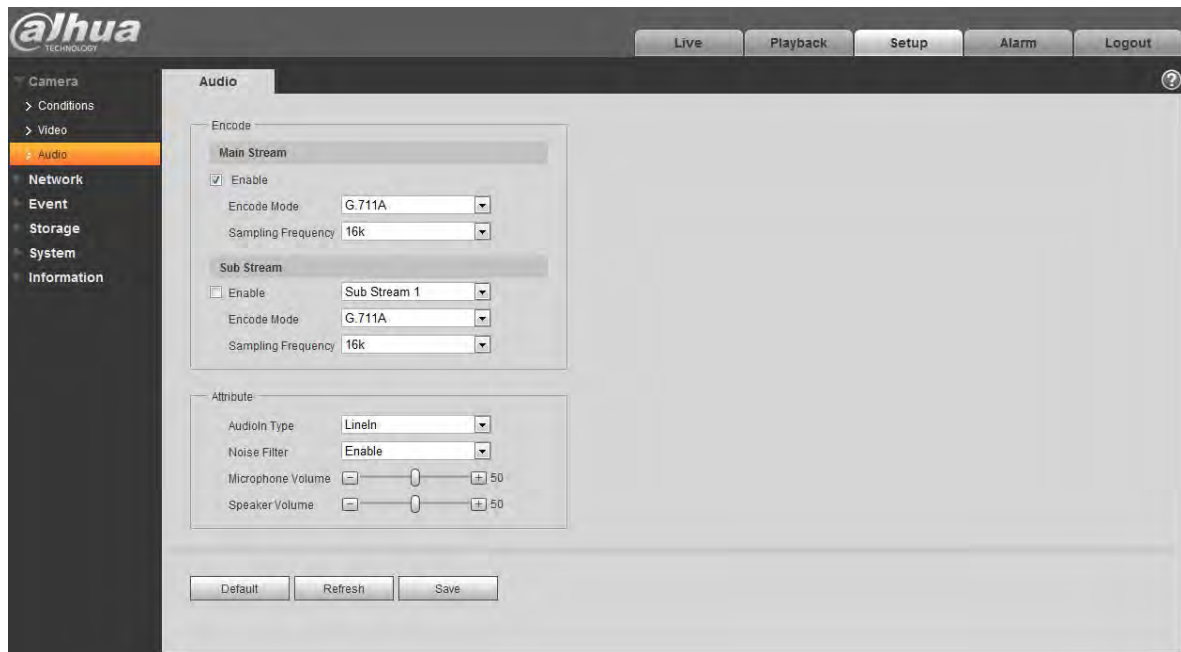 alhua
TECHNOLOGY
Live Playback Setup Alarm Logout
Camera
Conditions
Video
Audio
Network
Event
Storage
System
Information
Audio
?
Encode
Main Stream
Enable
Encode Mode G.711A
Sampling Frequency 16k
Sub Stream
Enable Sub Stream 1
Encode Mode G.711A
Sampling Frequency 16k
Attribute
AudioIn Type LineIn
Noise Filter Enable
Microphone Volume 50
Speaker Volume 50
Default Refresh Save